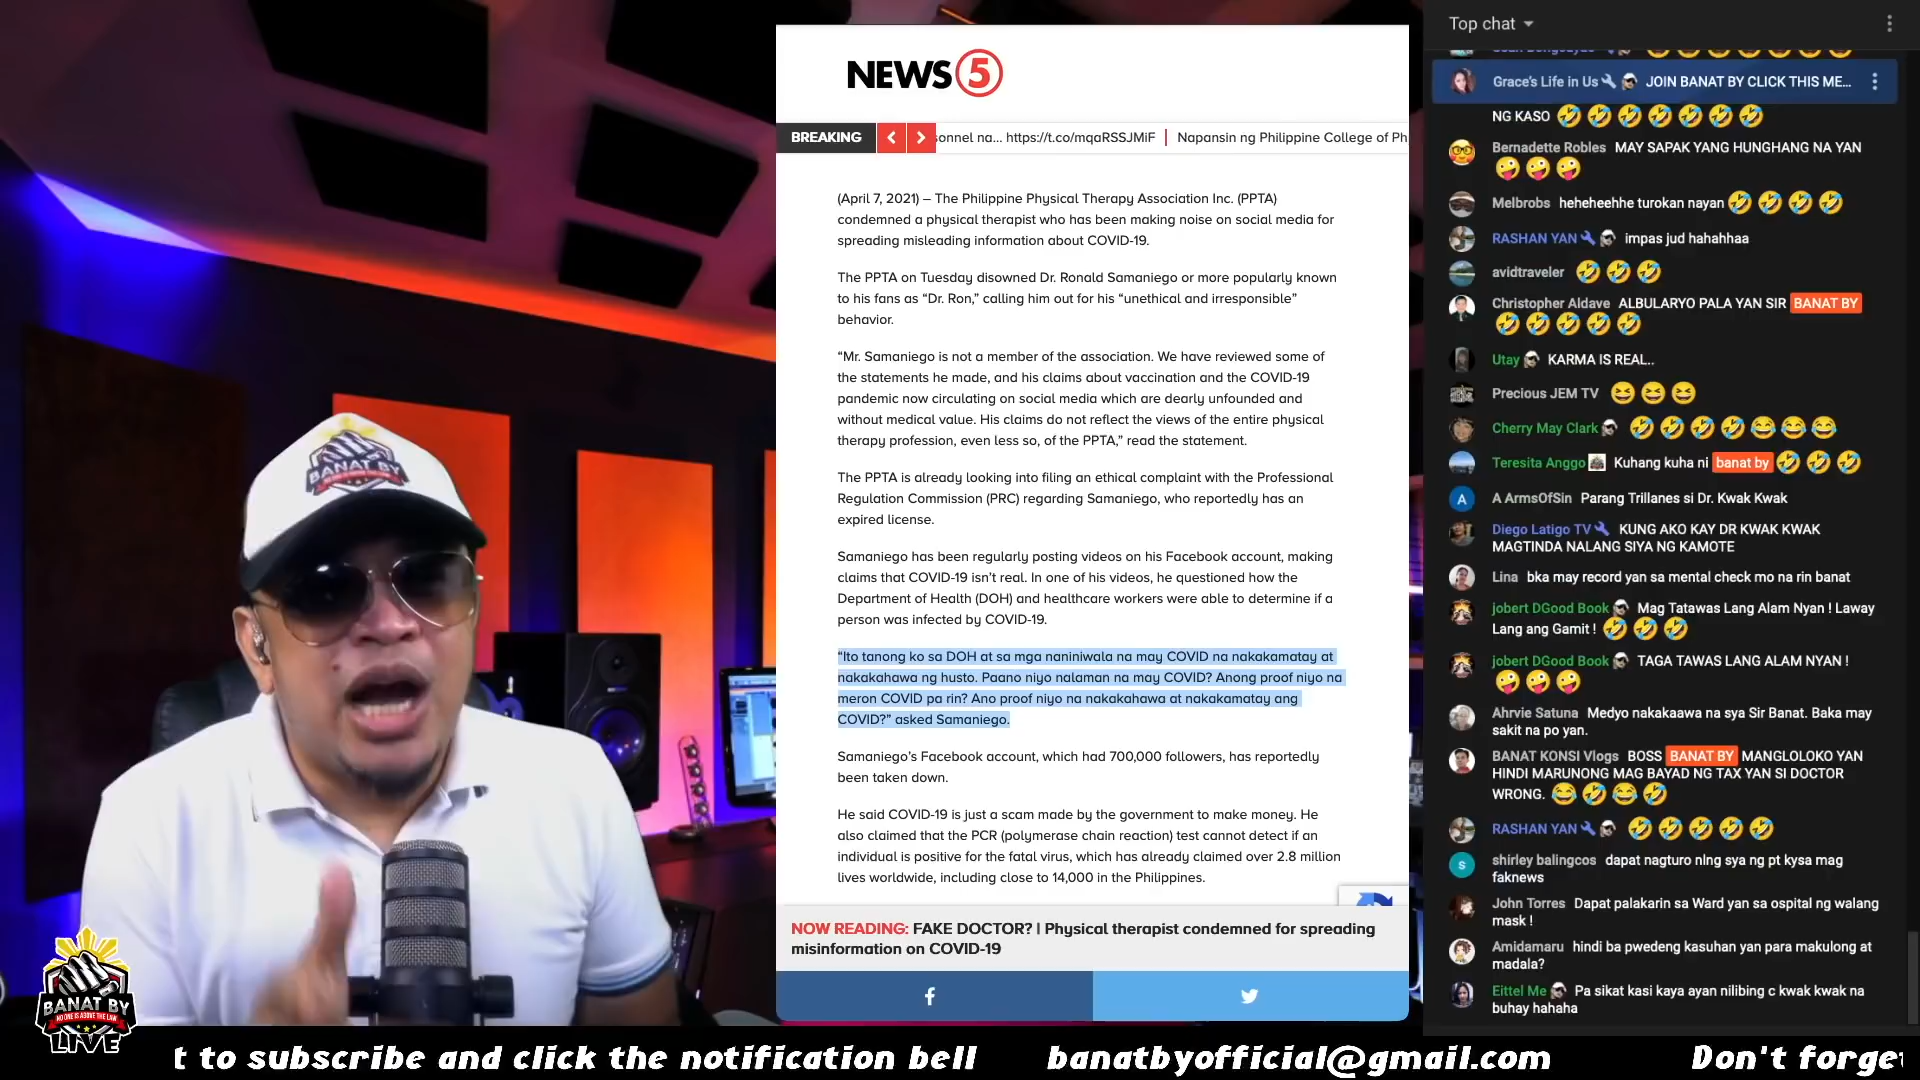 BANAT BY
NEWS 5
BREAKING
onnel na... https://t.co/mqaRSSJMiF | Napansin ng Philippine College of Ph
(April 7, 2021) – The Philippine Physical Therapy Association Inc. (PPTA)
condemned a physical therapist who has been making noise on social media for
spreading misleading information about COVID-19.
The PPTA on Tuesday disowned Dr. Ronald Samaniego or more popularly known
to his fans as “Dr. Ron,” calling him out for his “unethical and irresponsible”
behavior.
“Mr. Samaniego is not a member of the association. We have reviewed some of
the statements he made, and his claims about vaccination and the COVID-19
pandemic now circulating on social media which are dearly unfounded and
without medical value. His claims do not reflect the views of the entire physical
therapy profession, even less so, of the PPTA,” read the statement.
The PPTA is already looking into filing an ethical complaint with the Professional
Regulation Commission (PRC) regarding Samaniego, who reportedly has an
expired license.
Samaniego has been regularly posting videos on his Facebook account, making
claims that COVID-19 isn’t real. In one of his videos, he questioned how the
Department of Health (DOH) and healthcare workers were able to determine if a
person was infected by COVID-19.
“Ito tanong ko sa DOH at sa mga naniniwala na may COVID na nakakamatay at
nakakahawa ng husto. Paano niyo nalaman na may COVID? Anong proof niyo na
meron COVID pa rin? Ano proof niyo na nakakahawa at nakakamatay ang
COVID?” asked Samaniego.
Samaniego’s Facebook account, which had 700,000 followers, has reportedly
been taken down.
He said COVID-19 is just a scam made by the government to make money. He
also claimed that the PCR (polymerase chain reaction) test cannot detect if an
individual is positive for the fatal virus, which has already claimed over 2.8 million
lives worldwide, including close to 14,000 in the Philippines.
NOW READING: FAKE DOCTOR? | Physical therapist condemned for spreading
misinformation on COVID-19
Top chat
Grace's Life in Us JOIN BANAT BY CLICK THIS ME...
NG KASO 🤣🤣🤣🤣🤣🤣🤣
Bernadette Robles MAY SAPAK YANG HUNGHANG NA YAN
🤪🤪🤪
Melbrobs heheheehhe turokan nayan 🤣🤣🤣🤣
RASHAN YAN impas jud hahahhaa
avidtraveler 🤣🤣🤣
Christopher Aldave ALBULARYO PALA YAN SIR BANAT BY
🤣🤣🤣🤣🤣
Utay KARMA IS REAL..
Precious JEM TV 😆😆😆
Cherry May Clark 🤣🤣🤣🤣😂😂😂
Teresita Anggo Kuhang kuha ni banat by 🤣🤣🤣
A ArmsOfSin Parang Trillanes si Dr. Kwak Kwak
Diego Latigo TV KUNG AKO KAY DR KWAK KWAK
MAGTINDA NALANG SIYA NG KAMOTE
Lina bka may record yan sa mental check mo na rin banat
jobert DGood Book Mag Tatawas Lang Alam Nyan ! Laway
Lang ang Gamit ! 🤣🤣🤣
jobert DGood Book TAGA TAWAS LANG ALAM NYAN !
🤪🤪🤪
Ahrvie Satuna Medyo nakakaawa na sya Sir Banat. Baka may
sakit na po yan.
BANAT KONSI Vlogs BOSS BANAT BY MANGLOLOKO YAN
HINDI MARUNONG MAG BAYAD NG TAX YAN SI DOCTOR
WRONG. 😂🤣😂🤣
RASHAN YAN 🤣🤣🤣🤣🤣
shirley balingcos dapat nagturo nlng sya ng pt kysa mag
faknews
John Torres Dapat palakarin sa Ward yan sa ospital ng walang
mask !
Amidamaru hindi ba pwedeng kasuhan yan para makulong at
madala?
Eittel Me Pa sikat kasi kaya ayan nilibing c kwak kwak na
buhay hahaha
BANAT BY
NO ONE IS ABOVE THE LAW
LIVE
t to subscribe and click the notification bell banatbyofficial@gmail.com Don't forge